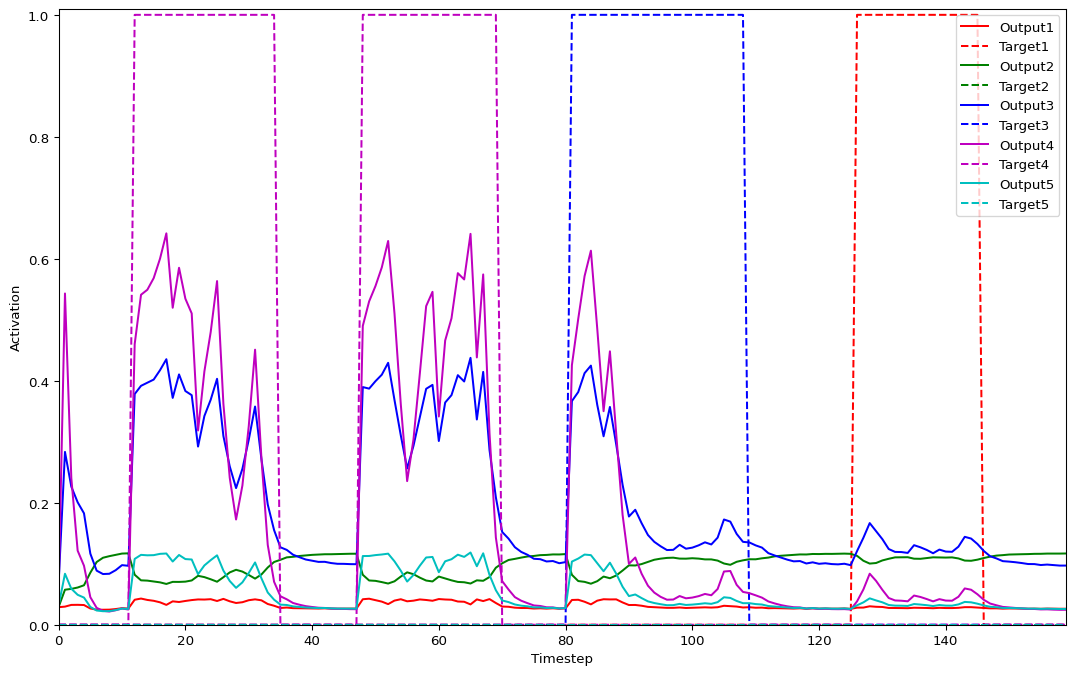 1.0
0.8
0.6
0.4
0.2
0.0
Activation
0
20
40
60
80
100
120
140
Timestep
Output1
Target1
Output2
Target2
Output3
Target3
Output4
Target4
Output5
Target5